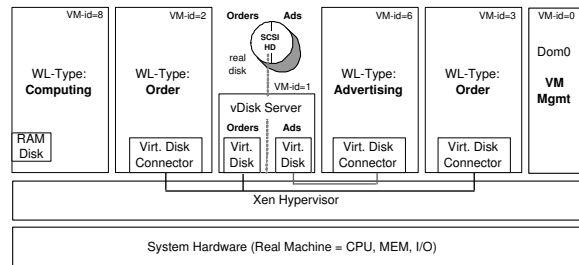 VM-id=8
WL-Type:
Computing
RAM
Disk
VM-id=2
WL-Type:
Order
Virt. Disk
Connector
Orders Ads
SCSI
HD
real
disk
VM-id=1
vDisk Server
Orders Ads
Virt. Disk
Virt. Disk
VM-id=6
WL-Type:
Advertising
Virt. Disk
Connector
VM-id=3
WL-Type:
Order
Virt. Disk
Connector
VM-id=0
Dom0
VM
Mgmt
Xen Hypervisor
System Hardware (Real Machine = CPU, MEM, I/O)